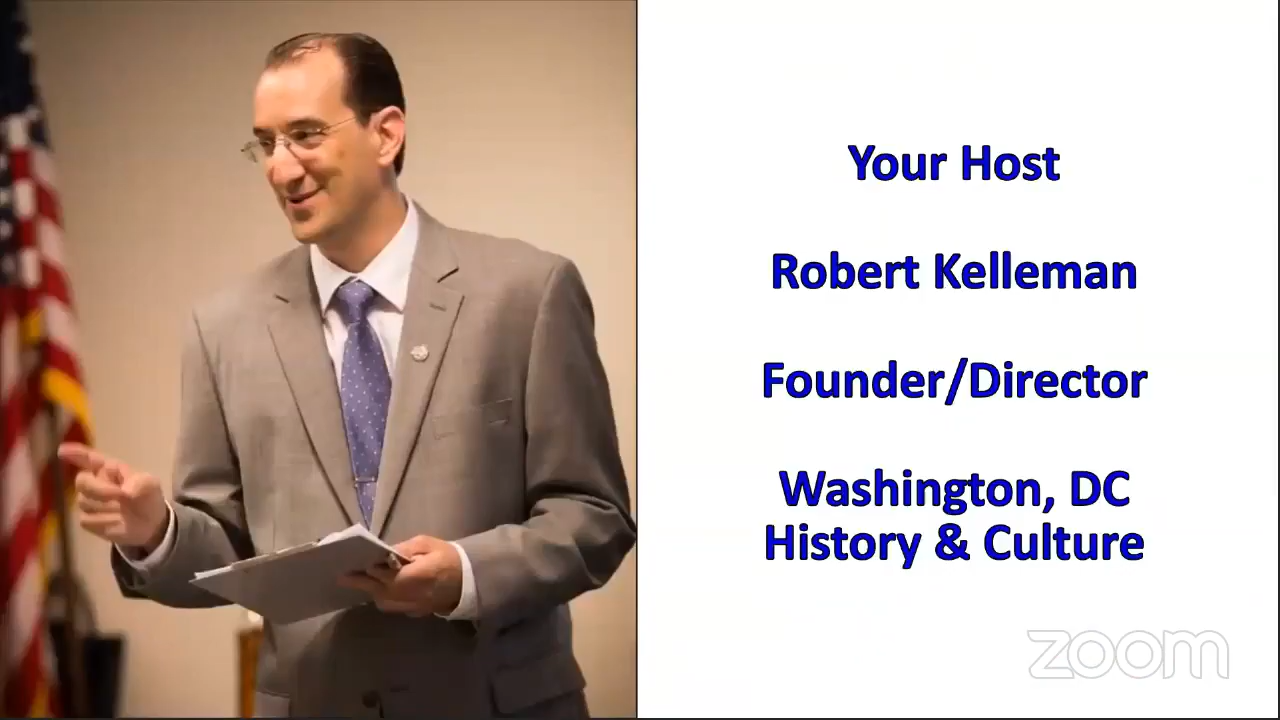 Your Host
Robert Kelleman
Founder/Director
Washington, DC
History & Culture
zoom